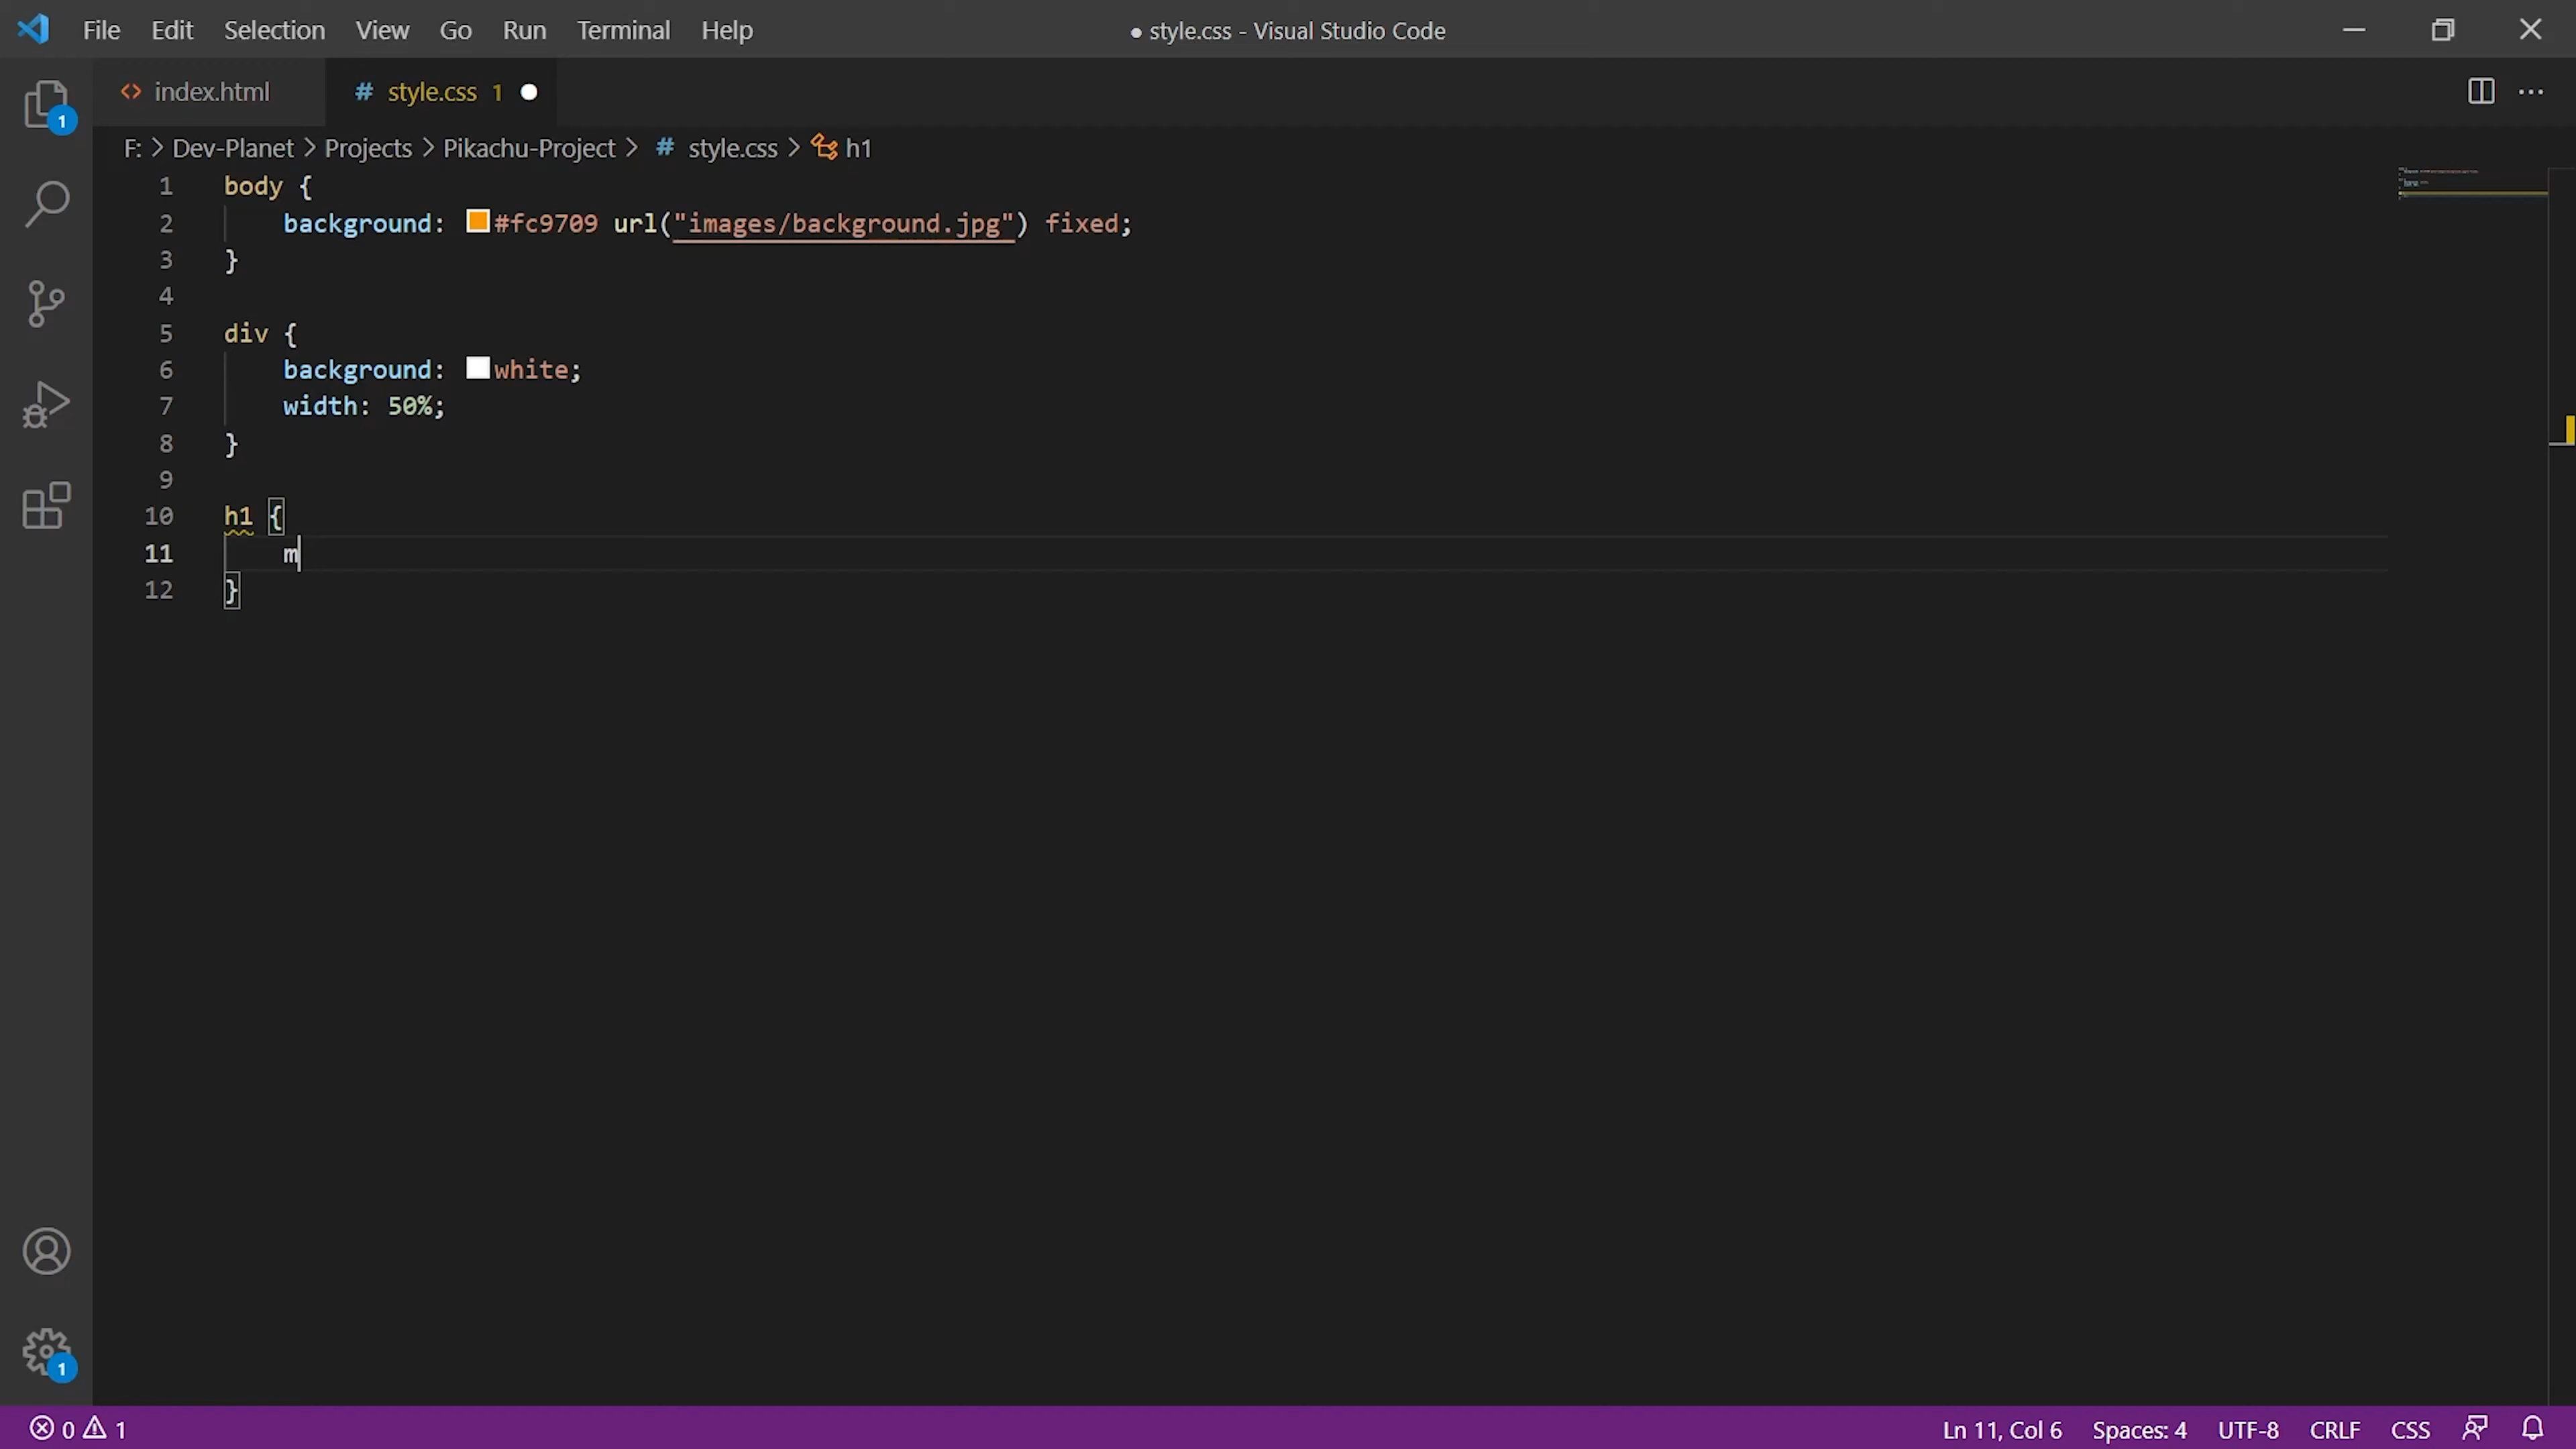 File Edit Selection View Go Run Terminal Help
● style.css - Visual Studio Code
index.html
# style.css 1
F: > Dev-Planet > Projects > Pikachu-Project > # style.css > h1
1 body {
2 background: #fc9709 url("images/background.jpg") fixed;
3 }
4
5 div {
6 background: white;
7 width: 50%;
8 }
9
10 h1 {
11 m
12 }
1
1
0 1
Ln 11, Col 6 Spaces: 4 UTF-8 CRLF CSS